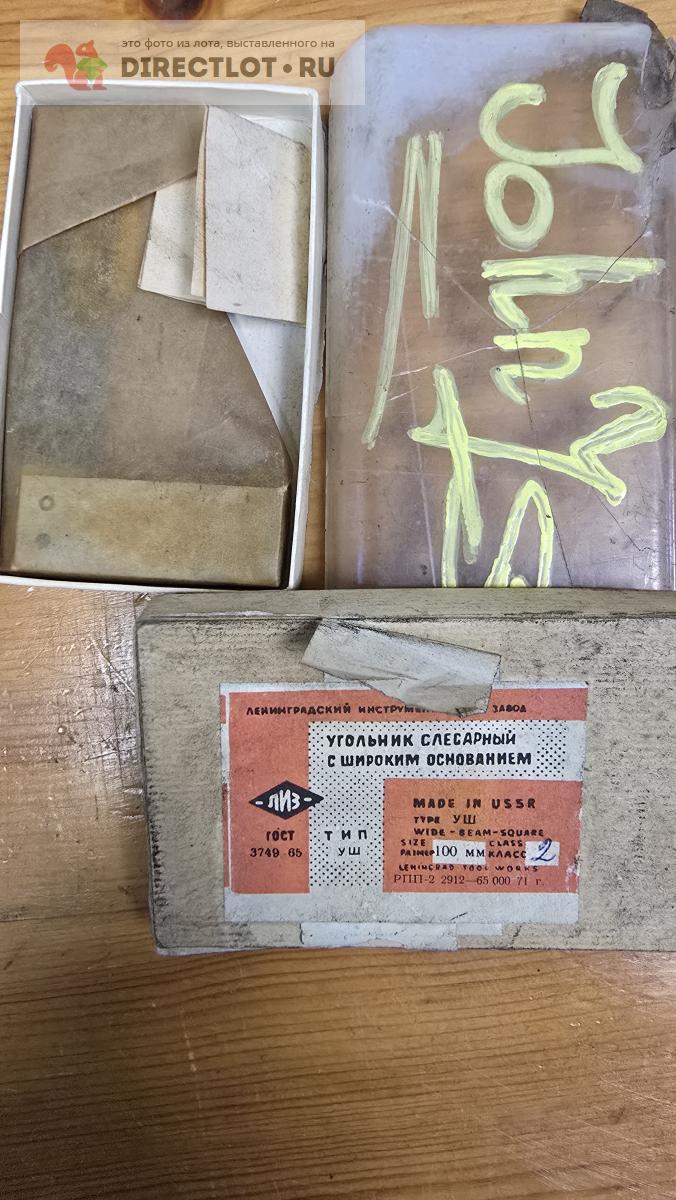 это фото из лота, выставленного на
DIRECTLOT•RU
John
ЛЕНИНГРАДСКИЙ ЗАВОД
УГОЛЬНИК СЛЕСАРНЫЙ
С ШИРОКИМ ОСНОВАНИЕМ
ЛИЗ
ГОСТ
3749-65
ТИП
УШ
MADE IN USSR
TYPE УШ
WIDE-BEAM-SQUARE
SIZE CLASS
РАЗМЕР 100 мм КЛАСС 2
LENINGRAD TOOL WORKS
РПП-2 2912—65 000 71 г.